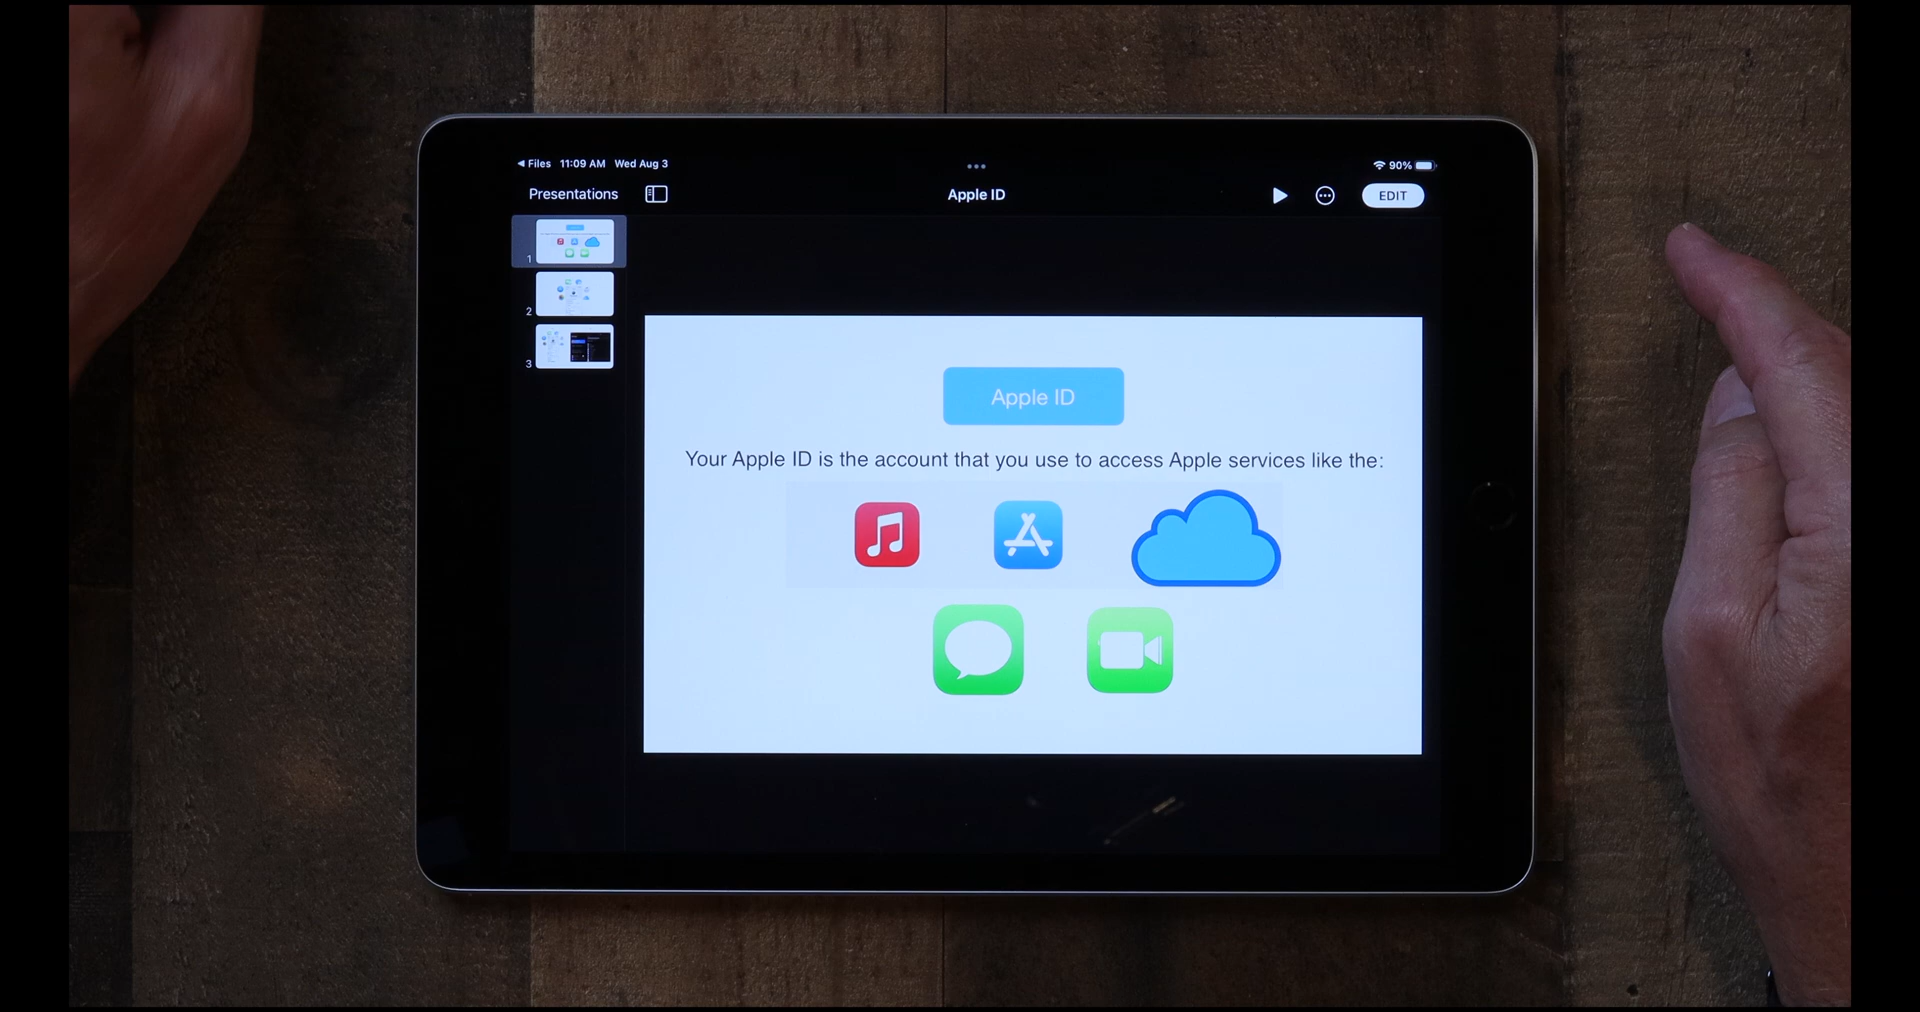 Files 11:09 AM Wed Aug 3
90%
Presentations
Apple ID
EDIT
1
2
3
Apple ID
Your Apple ID is the account that you use to access Apple services like the: